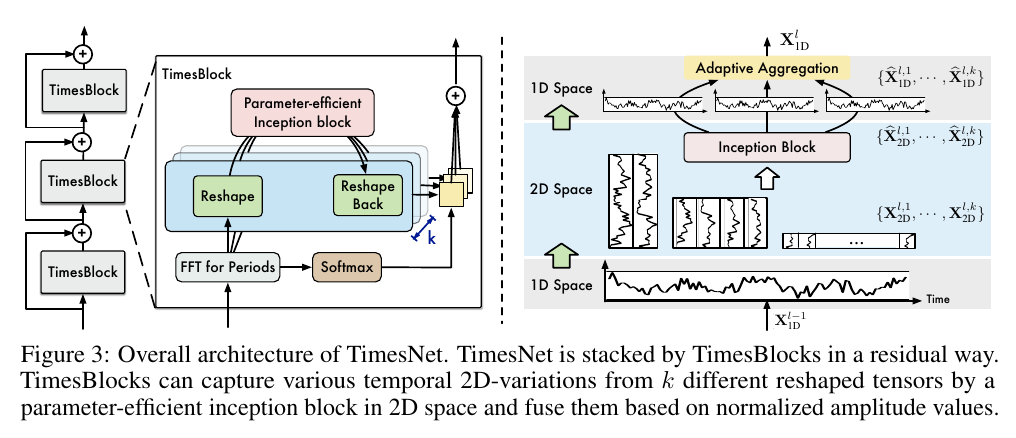 TimesBlock
TimesBlock
TimesBlock
TimesBlock
Parameter-efficient
Inception block
Reshape
Reshape
Back
k
FFT for Periods
Softmax
X^l_1D
Adaptive Aggregation
{X̂^{l,1}_1D, ⋯, X̂^{l,k}_1D}
1D Space
{X̂^{l,1}_2D, ⋯, X̂^{l,k}_2D}
Inception Block
2D Space
{X^{l,1}_2D, ⋯, X^{l,k}_2D}
...
1D Space
Time
X^{l−1}_1D
Figure 3: Overall architecture of TimesNet. TimesNet is stacked by TimesBlocks in a residual way.
TimesBlocks can capture various temporal 2D-variations from k different reshaped tensors by a
parameter-efficient inception block in 2D space and fuse them based on normalized amplitude values.